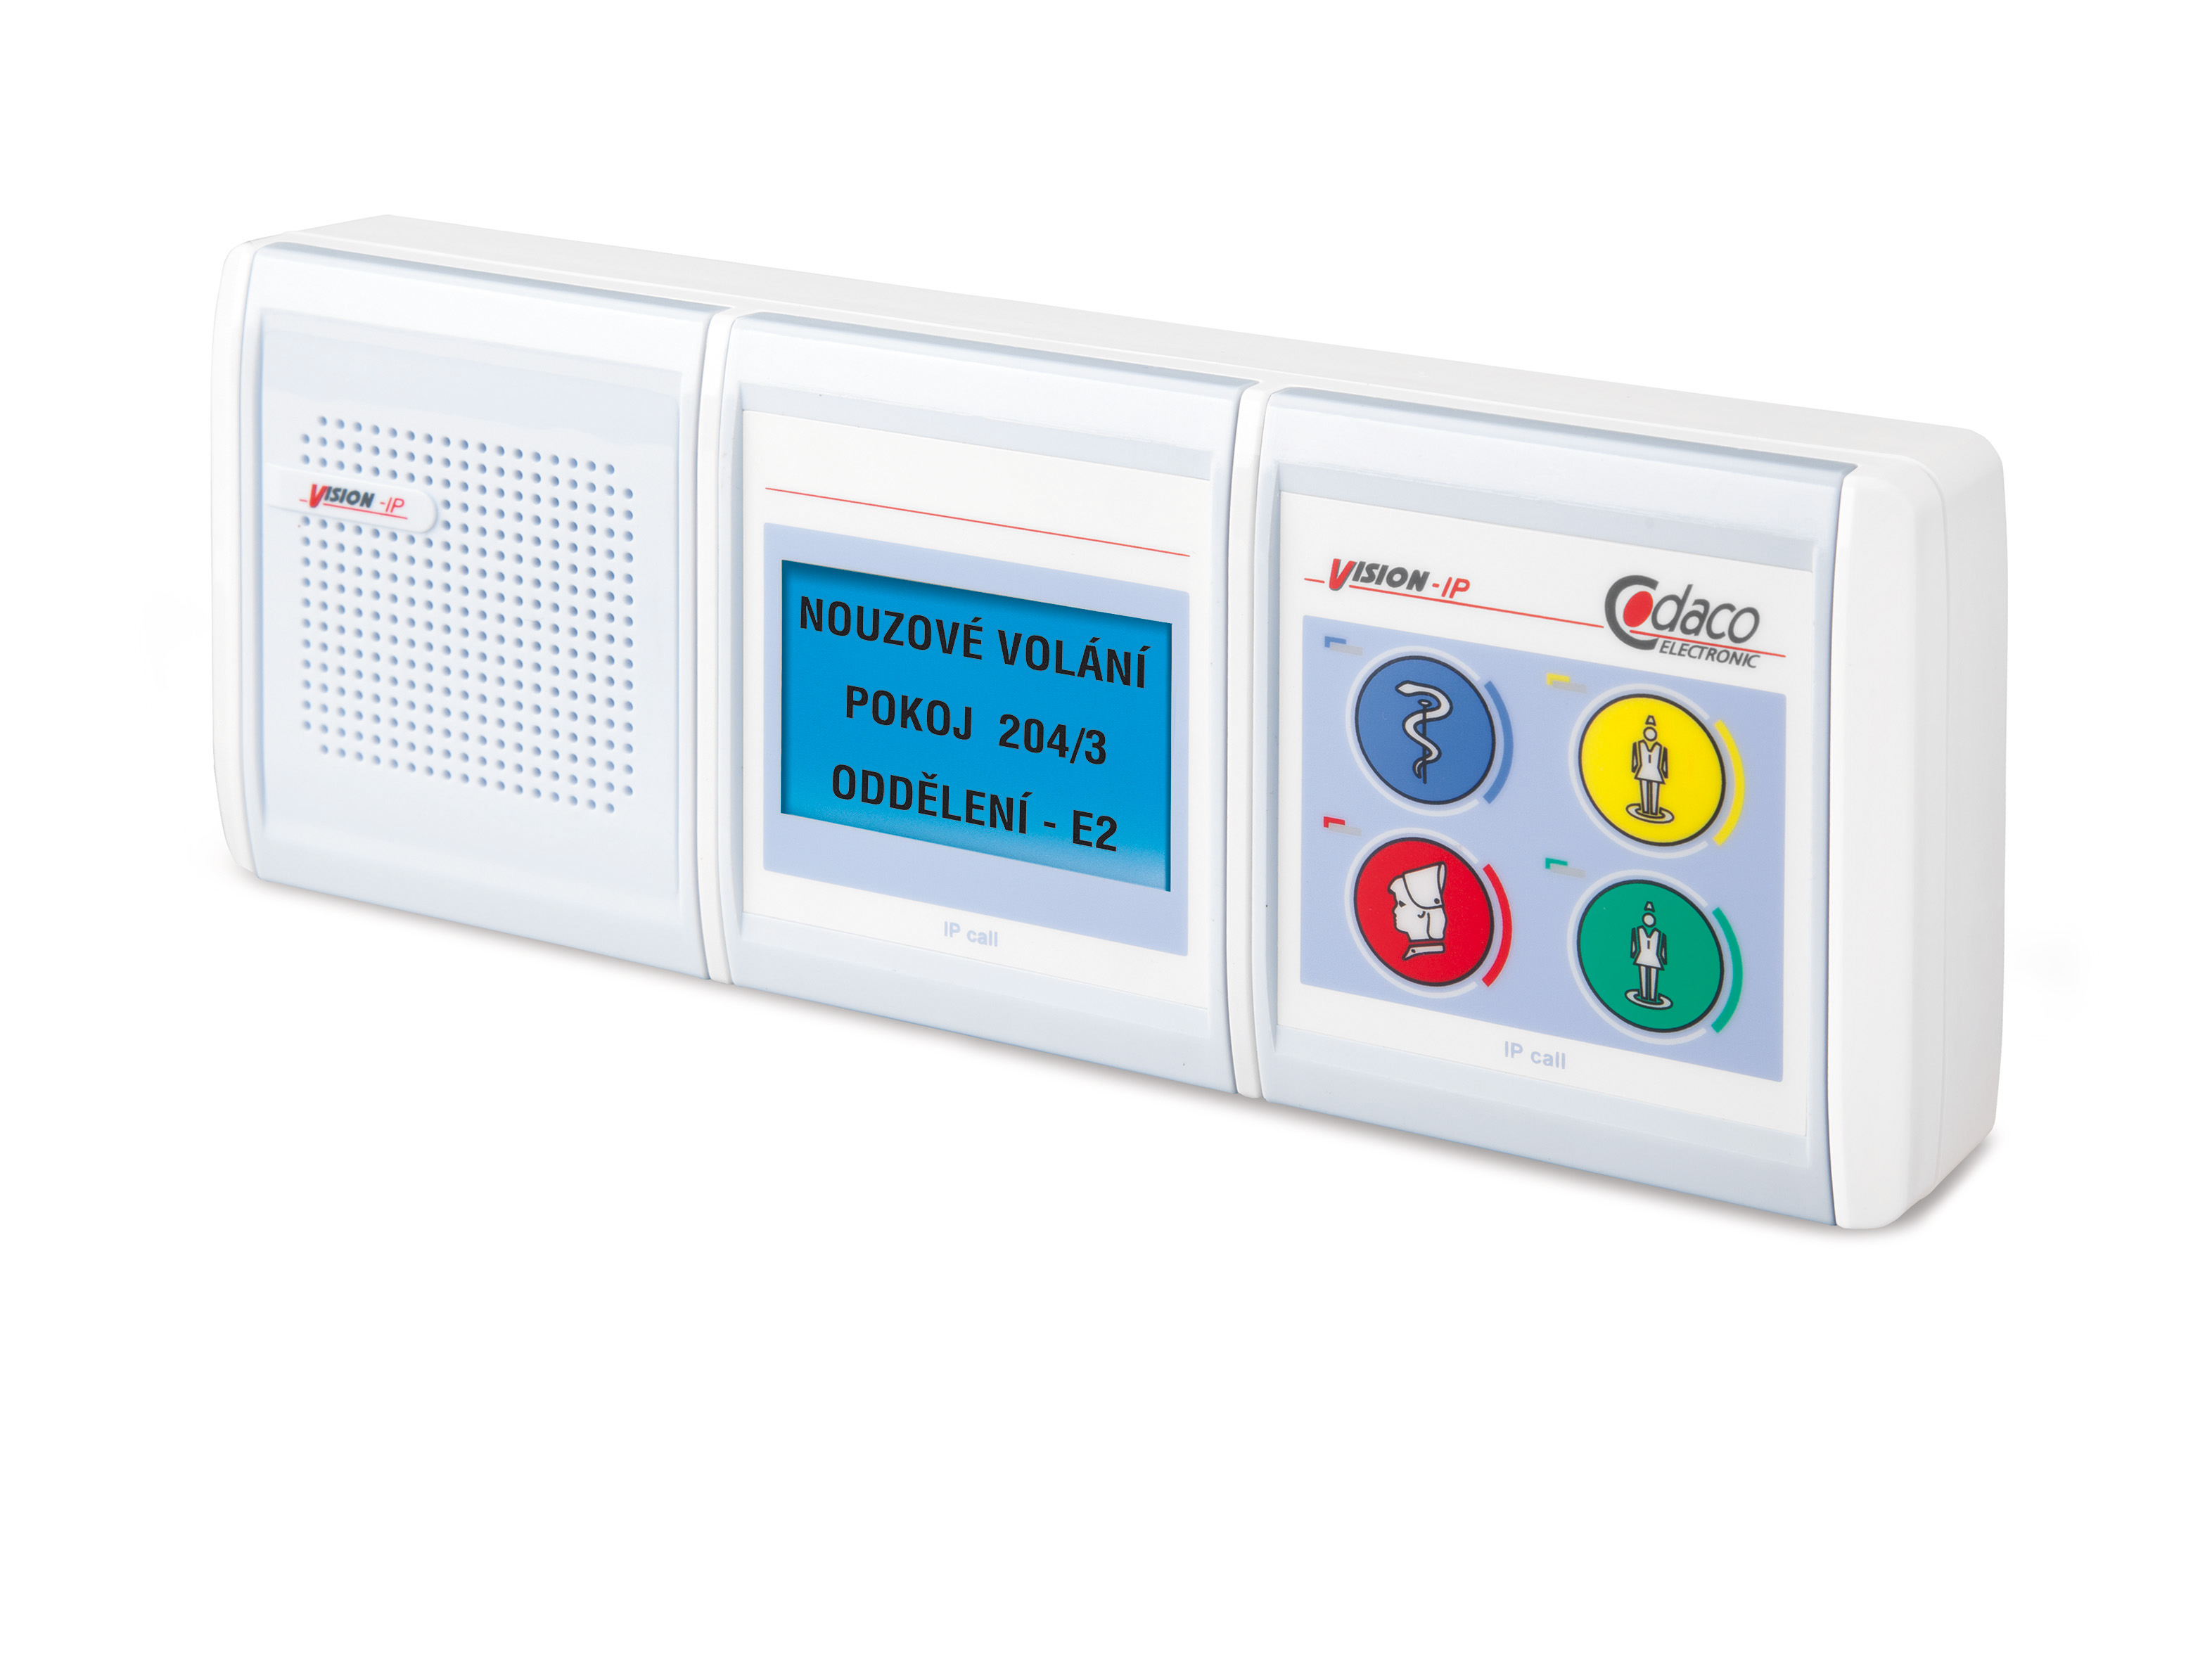 VISION -IP
NOUZOVÉ VOLÁNÍ
POKOJ 204/3
ODDĚLENÍ - E2
IP call
VISION -IP
Codaco
ELECTRONIC
IP call